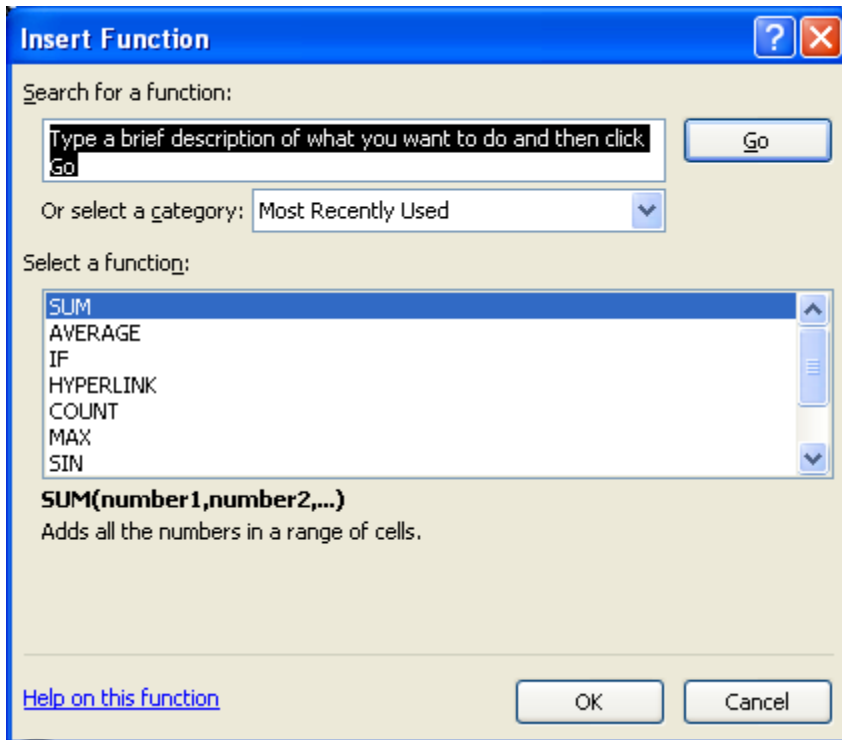 Insert Function
Search for a function:
Type a brief description of what you want to do and then click
Go
Go
Or select a category: Most Recently Used
Select a function:
SUM
AVERAGE
IF
HYPERLINK
COUNT
MAX
SIN
SUM(number1,number2,...)
Adds all the numbers in a range of cells.
Help on this function
OK
Cancel